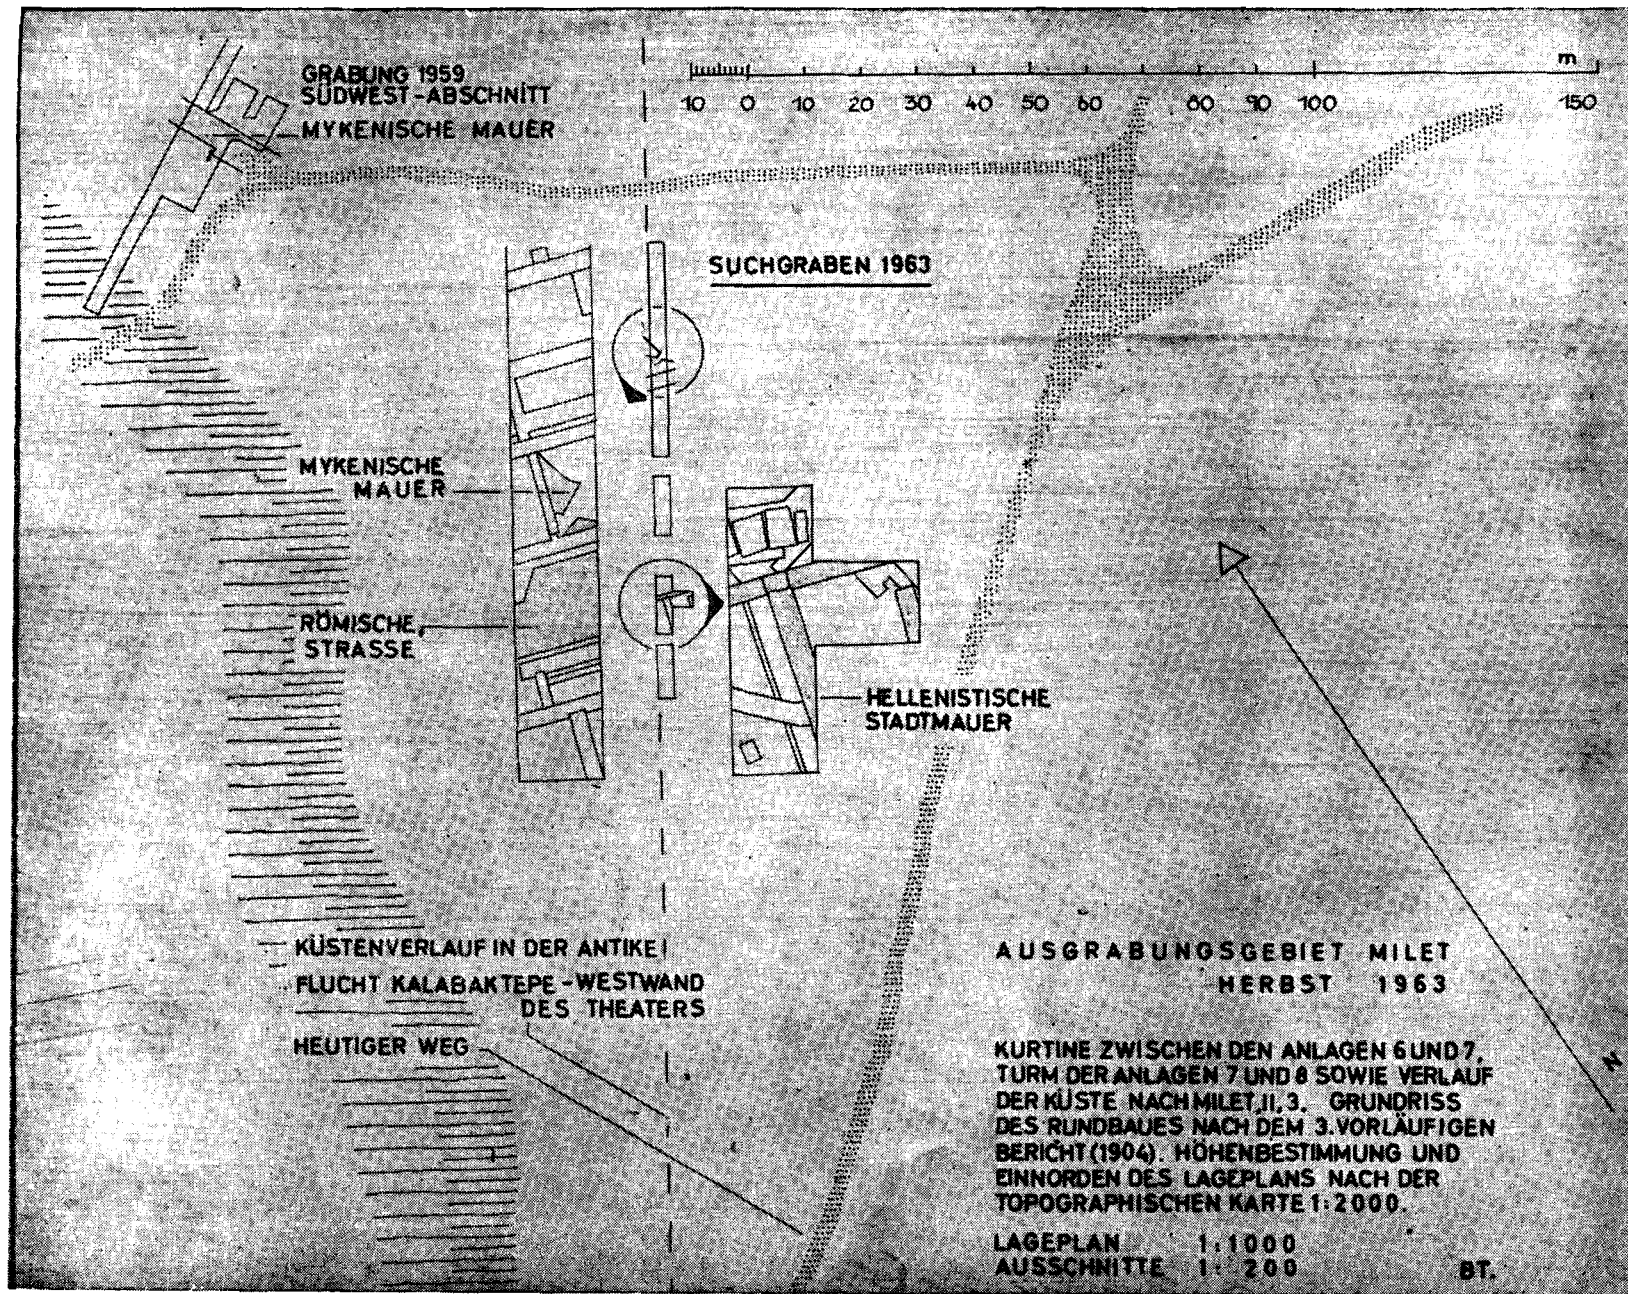 GRABUNG 1959
SÜDWEST-ABSCHNITT
MYKENISCHE MAUER
m
10 0 10 20 30 40 50 60 80 90 100 150
SUCHGRABEN 1963
MYKENISCHE
MAUER
RÖMISCHE
STRASSE
HELLENISTISCHE
STADTMAUER
KÜSTENVERLAUF IN DER ANTIKE
FLUCHT KALABAKTEPE-WESTWAND
DES THEATERS
HEUTIGER WEG
N
AUSGRABUNGSGEBIET MILET
HERBST 1963
KURTINE ZWISCHEN DEN ANLAGEN 6 UND 7,
TURM DER ANLAGEN 7 UND 8 SOWIE VERLAUF
DER KÜSTE NACH MILET, II, 3. GRUNDRISS
DES RUNDBAUES NACH DEM 3. VORLÄUFIGEN
BERICHT (1904). HÖHENBESTIMMUNG UND
EINNORDEN DES LAGEPLANS NACH DER
TOPOGRAPHISCHEN KARTE 1:2000.
LAGEPLAN 1:1000
AUSSCHNITTE 1: 200
BT.